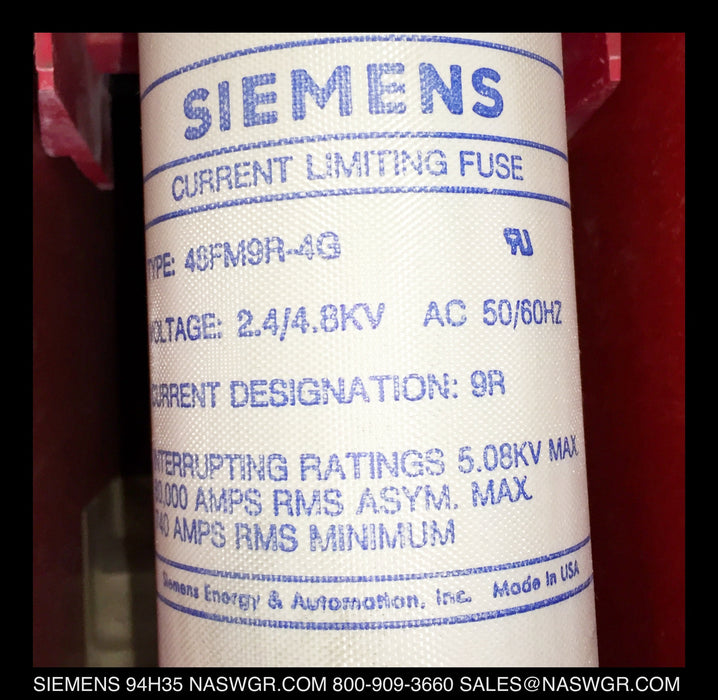 SIEMENS
CURRENT LIMITING FUSE
TYPE: 48FM9R-4G
VOLTAGE: 2.4/4.8KV AC 50/60HZ
CURRENT DESIGNATION: 9R
INTERRUPTING RATINGS 5.08KV MAX
AMPS RMS ASYM. MAX.
AMPS RMS MINIMUM
Siemens Energy & Automation, Inc. Made In USA
SIEMENS 94H35 NASWGR.COM 800-909-3660 SALES@NASWGR.COM